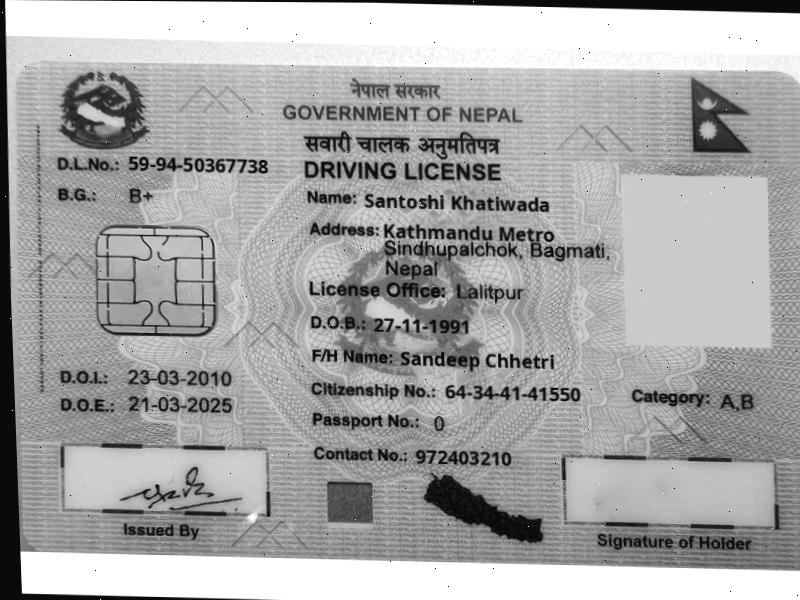 नेपाल सरकार
GOVERNMENT OF NEPAL
सवारी चालक अनुमतिपत्र
DRIVING LICENSE
D.L.No.: 59-94-50367738
B.G.: B+
Name: Santoshi Khatiwada
Address: Kathmandu Metro
Sindhupalchok, Bagmati,
Nepal
License Office: Lalitpur
D.O.B.: 27-11-1991
F/H Name: Sandeep Chhetri
D.O.I.: 23-03-2010
D.O.E.: 21-03-2025
Citizenship No.: 64-34-41-41550
Category: A,B
Passport No.: 0
Contact No.: 972403210
Issued By
Signature of Holder